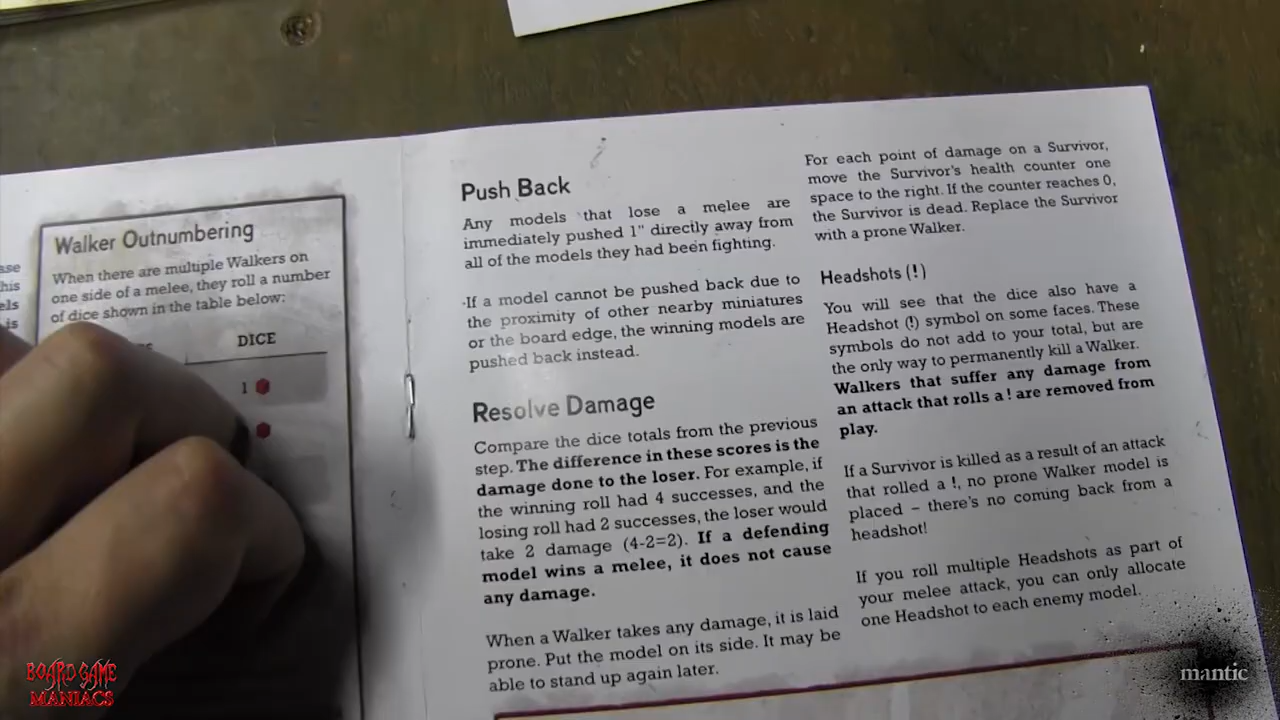 ase
his
els
is
Walker Outnumbering
When there are multiple Walkers on
one side of a melee, they roll a number
of dice shown in the table below:
DICE
1
Push Back
Any models that lose a melee are
immediately pushed 1" directly away from
all of the models they had been fighting.
If a model cannot be pushed back due to
the proximity of other nearby miniatures
or the board edge, the winning models are
pushed back instead.
Resolve Damage
Compare the dice totals from the previous
step. The difference in these scores is the
damage done to the loser. For example, if
the winning roll had 4 successes, and the
losing roll had 2 successes, the loser would
take 2 damage (4-2=2). If a defending
model wins a melee, it does not cause
any damage.
When a Walker takes any damage, it is laid
prone. Put the model on its side. It may be
able to stand up again later.
For each point of damage on a Survivor,
move the Survivor's health counter one
space to the right. If the counter reaches 0,
the Survivor is dead. Replace the Survivor
with a prone Walker.
Headshots (!)
You will see that the dice also have a
Headshot (!) symbol on some faces. These
symbols do not add to your total, but are
the only way to permanently kill a Walker.
Walkers that suffer any damage from
an attack that rolls a ! are removed from
play.
If a Survivor is killed as a result of an attack
that rolled a !, no prone Walker model is
placed – there's no coming back from a
headshot!
If you roll multiple Headshots as part of
your melee attack, you can only allocate
one Headshot to each enemy model.
BOARD GAME
MANIACS
mantic